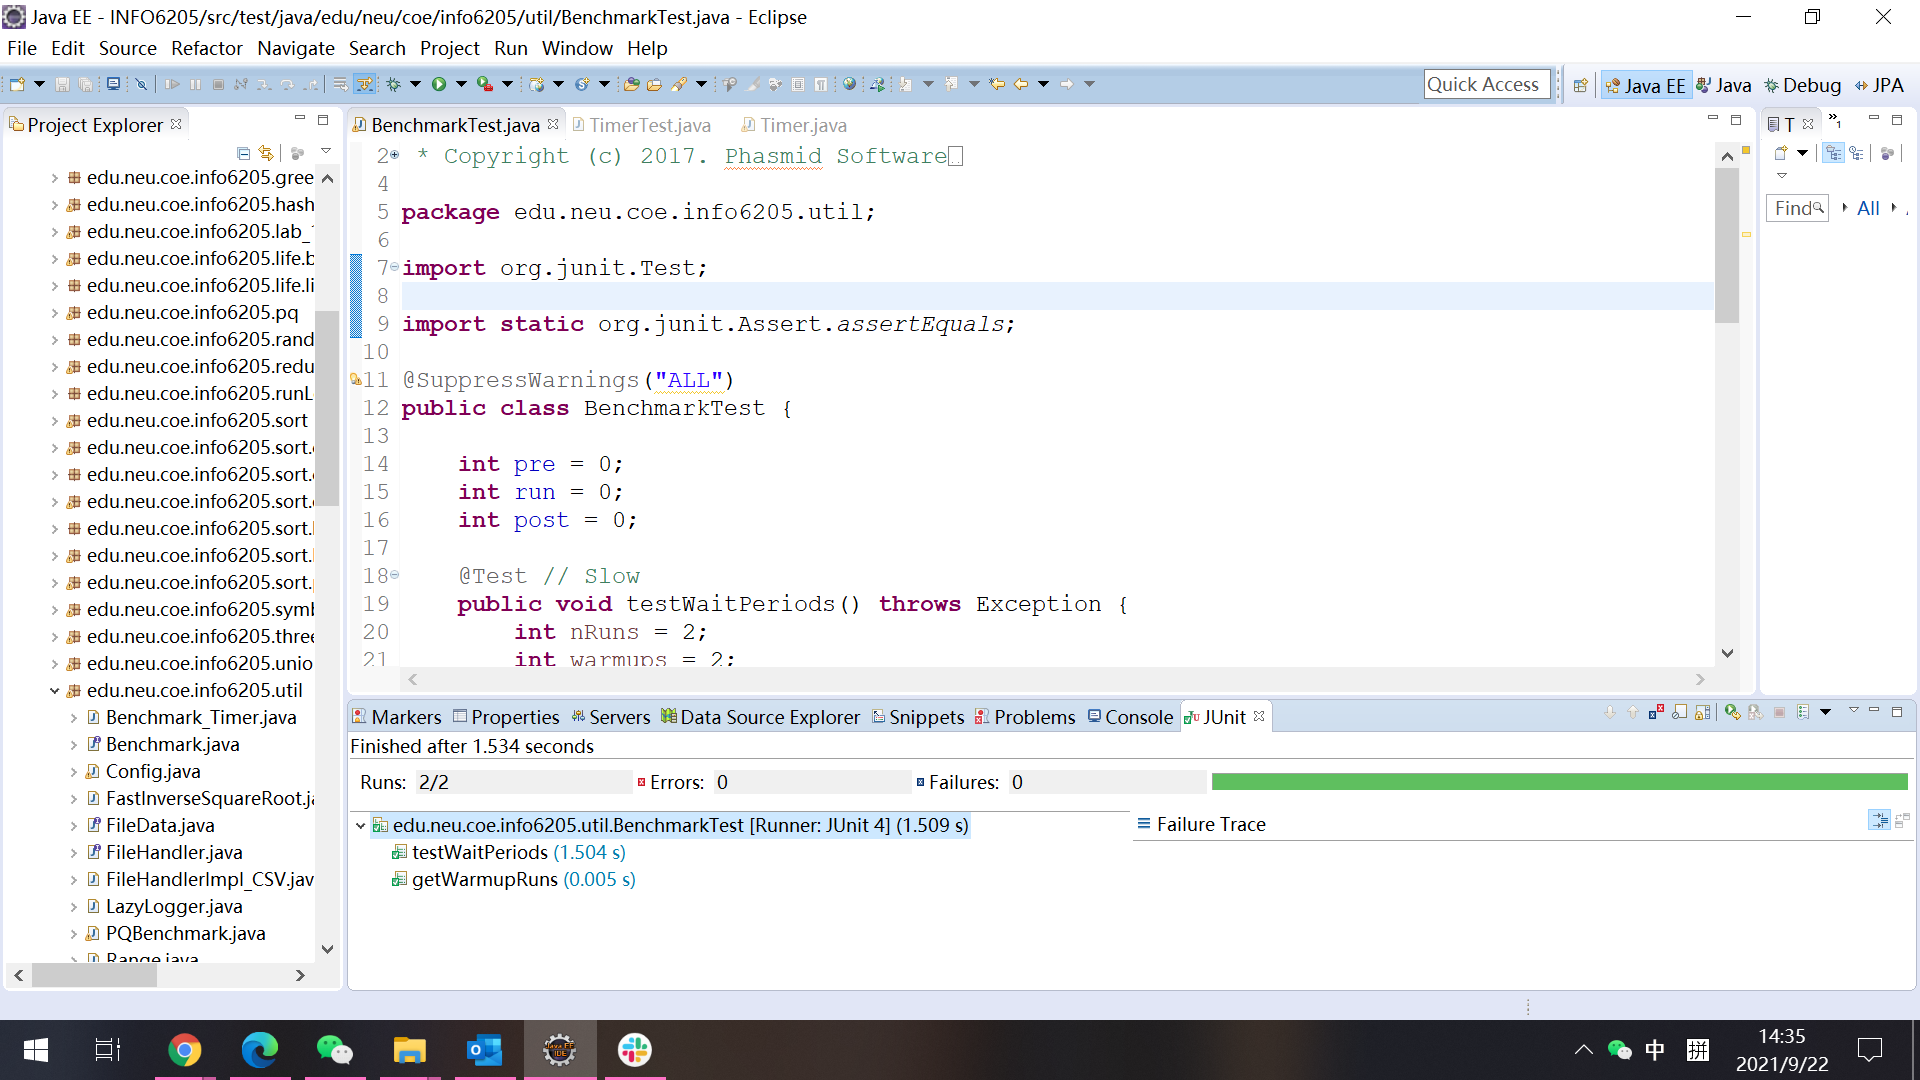 Java EE - INFO6205/src/test/java/edu/neu/coe/info6205/util/BenchmarkTest.java - Eclipse
File Edit Source Refactor Navigate Search Project Run Window Help
Quick Access
Java EE
Java
Debug
JPA
Project Explorer
edu.neu.coe.info6205.gree
edu.neu.coe.info6205.hash
edu.neu.coe.info6205.lab_
edu.neu.coe.info6205.life.b
edu.neu.coe.info6205.life.li
edu.neu.coe.info6205.pq
edu.neu.coe.info6205.rand
edu.neu.coe.info6205.redu
edu.neu.coe.info6205.runL
edu.neu.coe.info6205.sort
edu.neu.coe.info6205.sort.
edu.neu.coe.info6205.sort.
edu.neu.coe.info6205.sort.
edu.neu.coe.info6205.sort.
edu.neu.coe.info6205.sort.
edu.neu.coe.info6205.sort.
edu.neu.coe.info6205.symb
edu.neu.coe.info6205.three
edu.neu.coe.info6205.unio
edu.neu.coe.info6205.util
Benchmark_Timer.java
Benchmark.java
Config.java
FastInverseSquareRoot.ja
FileData.java
FileHandler.java
FileHandlerImpl_CSV.jav
LazyLogger.java
PQBenchmark.java
Range.java
BenchmarkTest.java TimerTest.java Timer.java
2 * Copyright (c) 2017. Phasmid Software
4
5 package edu.neu.coe.info6205.util;
6
7 import org.junit.Test;
8
9 import static org.junit.Assert.assertEquals;
10
11 @SuppressWarnings("ALL")
12 public class BenchmarkTest {
13
14 int pre = 0;
15 int run = 0;
16 int post = 0;
17
18 @Test // Slow
19 public void testWaitPeriods() throws Exception {
20 int nRuns = 2;
21 int warmups = 2;
T
1
Find
All
Markers Properties Servers Data Source Explorer Snippets Problems Console JUnit
Finished after 1.534 seconds
Runs: 2/2 Errors: 0 Failures: 0
edu.neu.coe.info6205.util.BenchmarkTest [Runner: JUnit 4] (1.509 s)
testWaitPeriods (1.504 s)
getWarmupRuns (0.005 s)
Failure Trace
Java EE
IDE
中
拼
14:35
2021/9/22